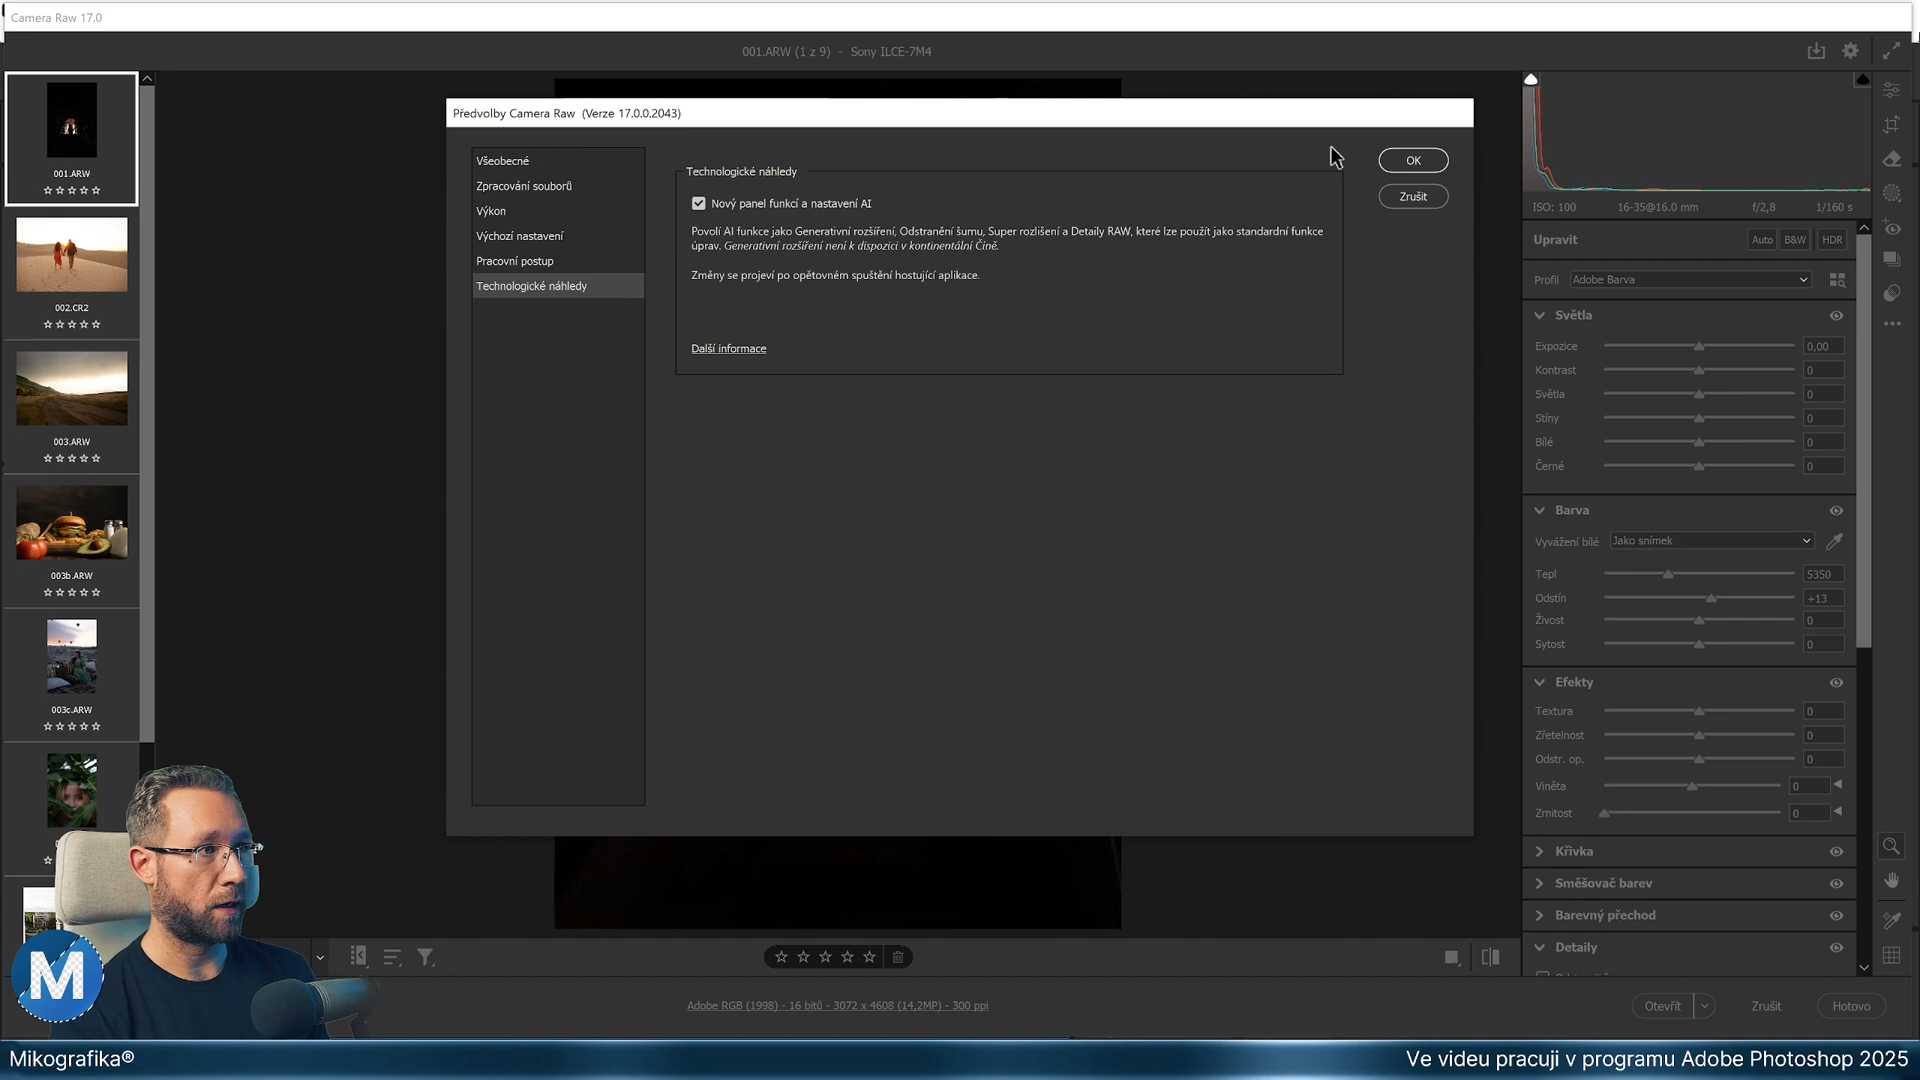 Camera Raw 17.0
001.ARW (1 z 9) - Sony ILCE-7M4
001.ARW
002.CR2
003.ARW
003b.ARW
003c.ARW
Předvolby Camera Raw (Verze 17.0.0.2043)
Všeobecné
Zpracování souborů
Výkon
Výchozí nastavení
Pracovní postup
Technologické náhledy
Technologické náhledy
Nový panel funkcí a nastavení AI
Povolí AI funkce jako Generativní rozšíření, Odstranění šumu, Super rozlišení a Detaily RAW, které lze použít jako standardní funkce
úprav. Generativní rozšíření není k dispozici v kontinentální Číně.
Změny se projeví po opětovném spuštění hostující aplikace.
Další informace
OK
Zrušit
ISO: 100 16-35@16.0 mm f/2,8 1/160 s
Upravit Auto B&W HDR
Profil Adobe Barva
Světla
Expozice 0,00
Kontrast 0
Světla 0
Stíny 0
Bílé 0
Černé 0
Barva
Vyvážení bílé Jako snímek
Tepl 5350
Odstín +13
Živost 0
Sytost 0
Efekty
Textura 0
Zřetelnost 0
Odstr. op. 0
Viněta 0
Zrnitost 0
Křivka
Směšovač barev
Barevný přechod
Detaily
Adobe RGB (1998) - 16 bitů - 3072 x 4608 (14,2MP) - 300 ppi
Otevřít Zrušit Hotovo
M
Mikografika®
Ve videu pracuji v programu Adobe Photoshop 2025